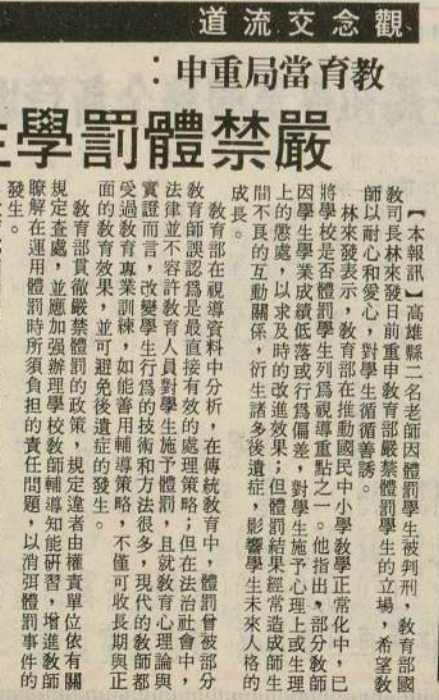 觀念交流道
教育當局重申：
嚴禁體罰學
【本報訊】高雄縣二名老師因體罰學生被判刑，教育部國
教司長林來發日前重申教育部嚴禁體罰學生的立場，希望教
師以耐心和愛心，對學生循循善誘。
林來發表示，教育部在推動國民中小學教學正常化中，已
將學校是否體罰學生列爲視導重點之一。他指出，部分教師
因學生學業成績低落或行爲偏差，對學生施予心理上或生理
上的懲處，以求及時的改進效果；但體罰結果經常造成師生
間不良的互動關係，衍生諸多後遺症，影響學生未來人格的
成長。
教育部在視導資料中分析，在傳統教育中，體罰曾被部分
教育師誤認爲是最直接有效的處理策略；但在法治社會中，
法律並不容許教育人員對學生施予體罰，且就教育心理論與
實證而言，改變學生行爲的技術和方法很多，現代的教師都
受過教育專業訓練，如能善用輔導策略，不僅可收長期與正
面的教育效果，並可避免後遺症的發生。
教育部貫徹嚴禁體罰的政策，規定違者由權責單位依有關
規定查處，並應加强辦理學校教師輔導知能研習，增進教師
瞭解在運用體罰時所須負担的責任問題，以消弭體罰事件的
發生。